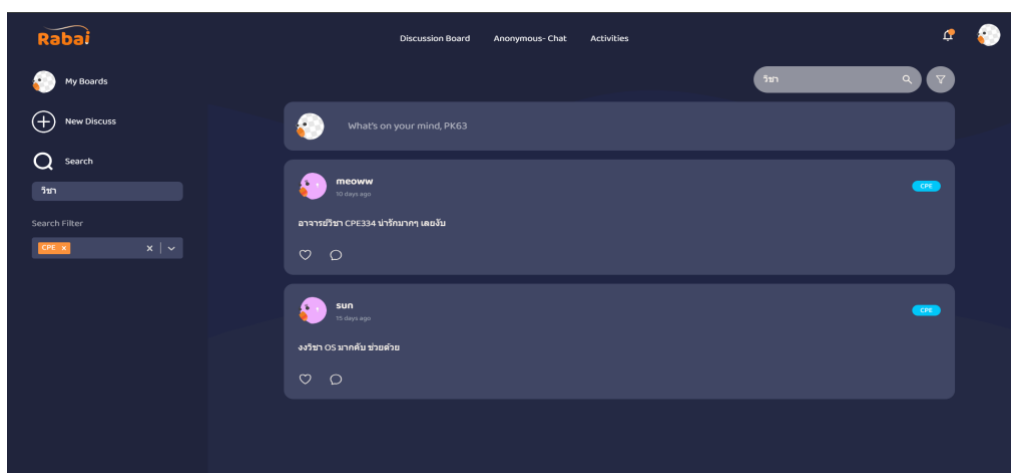 Rabai
Discussion Board
Anonymous- Chat
Activities
My Boards
New Discuss
Search
วิชา
Search Filter
CPE x
วิชา
What's on your mind, PK63
meoww
10 days ago
CPE
อาจารย์วิชา CPE334 น่ารักมากๆ เลยงับ
sun
15 days ago
CPE
งงวิชา OS มากคับ ช่วยด้วย